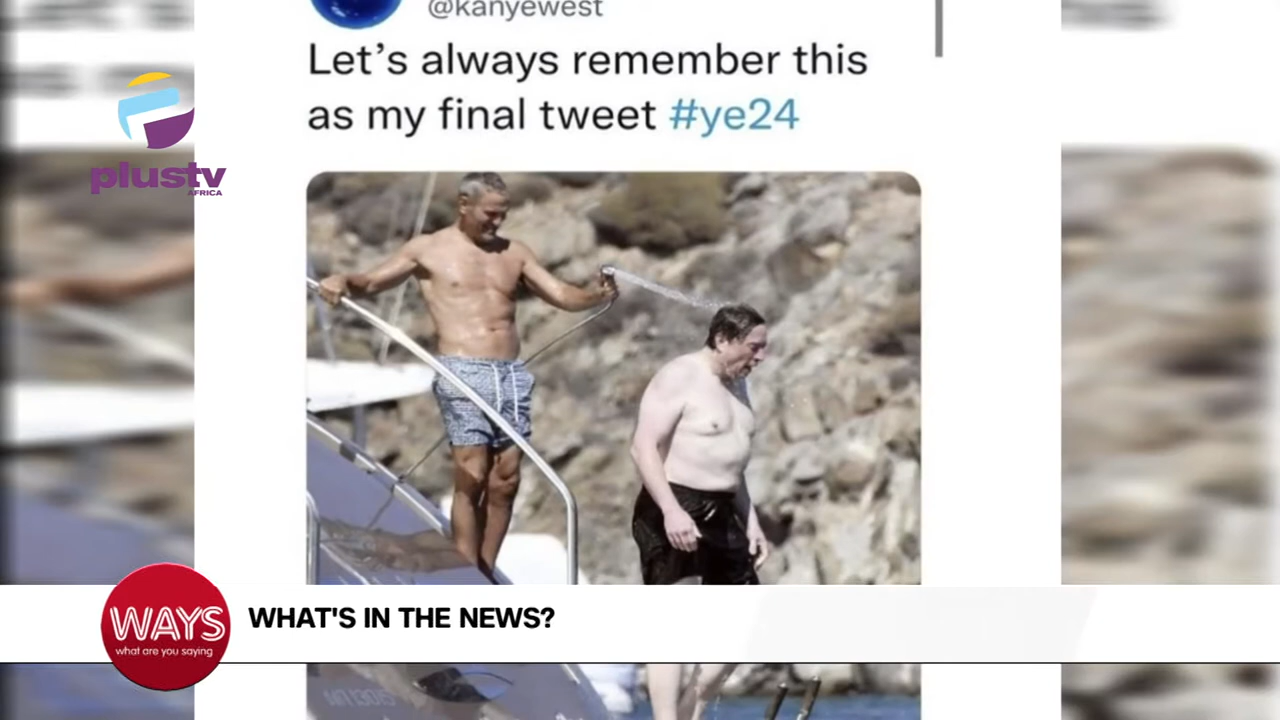 @kanyewest
Let's always remember this
as my final tweet #ye24
plustv
AFRICA
WAYS
what are you saying
WHAT'S IN THE NEWS?